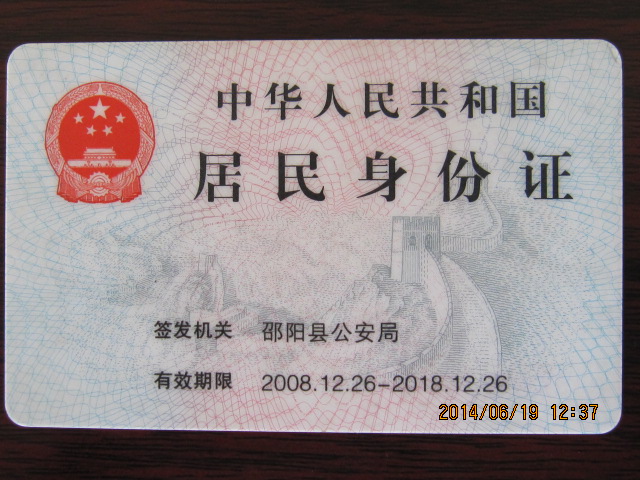 中华人民共和国
居民身份证
签发机关 邵阳县公安局
有效期限 2008.12.26-2018.12.26
2014/06/19 12:37